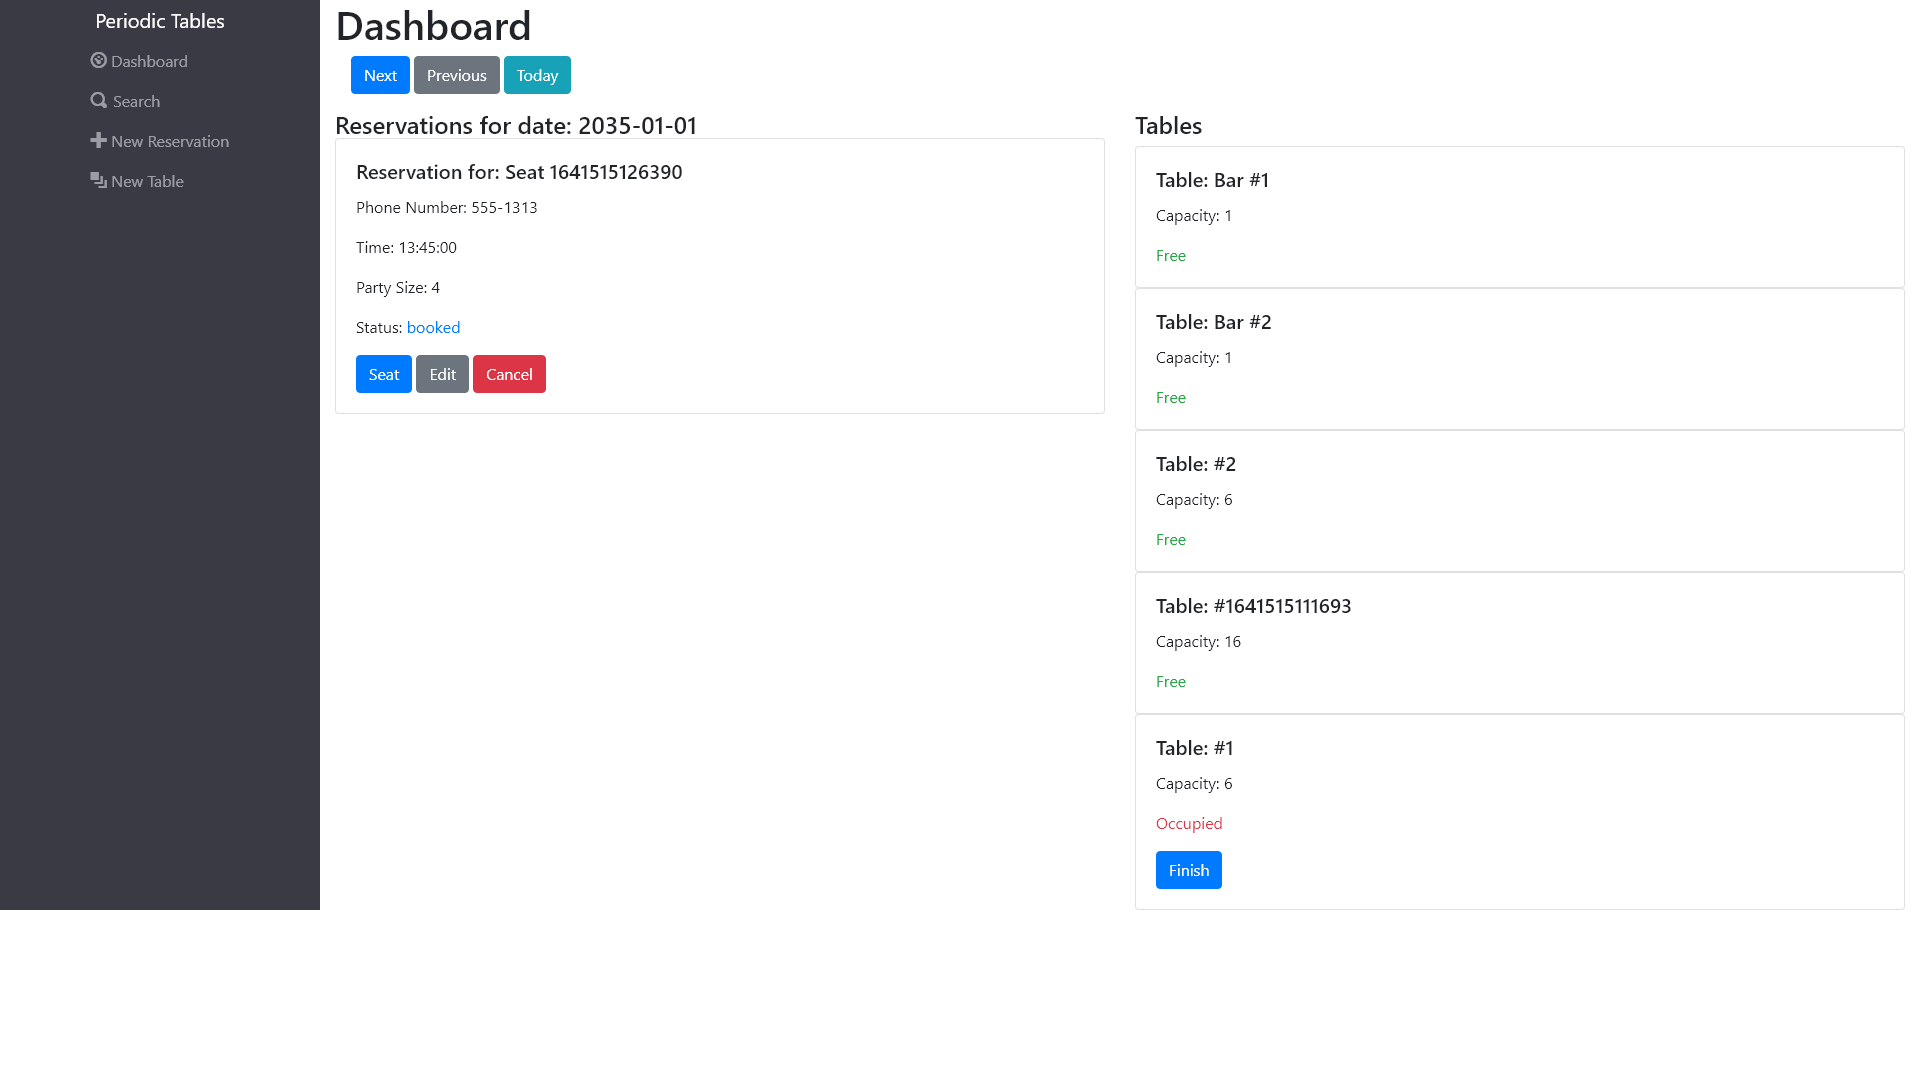 Periodic Tables
Dashboard
Search
New Reservation
New Table
Dashboard
Next Previous Today
Reservations for date: 2035-01-01
Reservation for: Seat 1641515126390
Phone Number: 555-1313
Time: 13:45:00
Party Size: 4
Status: booked
Seat Edit Cancel
Tables
Table: Bar #1
Capacity: 1
Free
Table: Bar #2
Capacity: 1
Free
Table: #2
Capacity: 6
Free
Table: #1641515111693
Capacity: 16
Free
Table: #1
Capacity: 6
Occupied
Finish